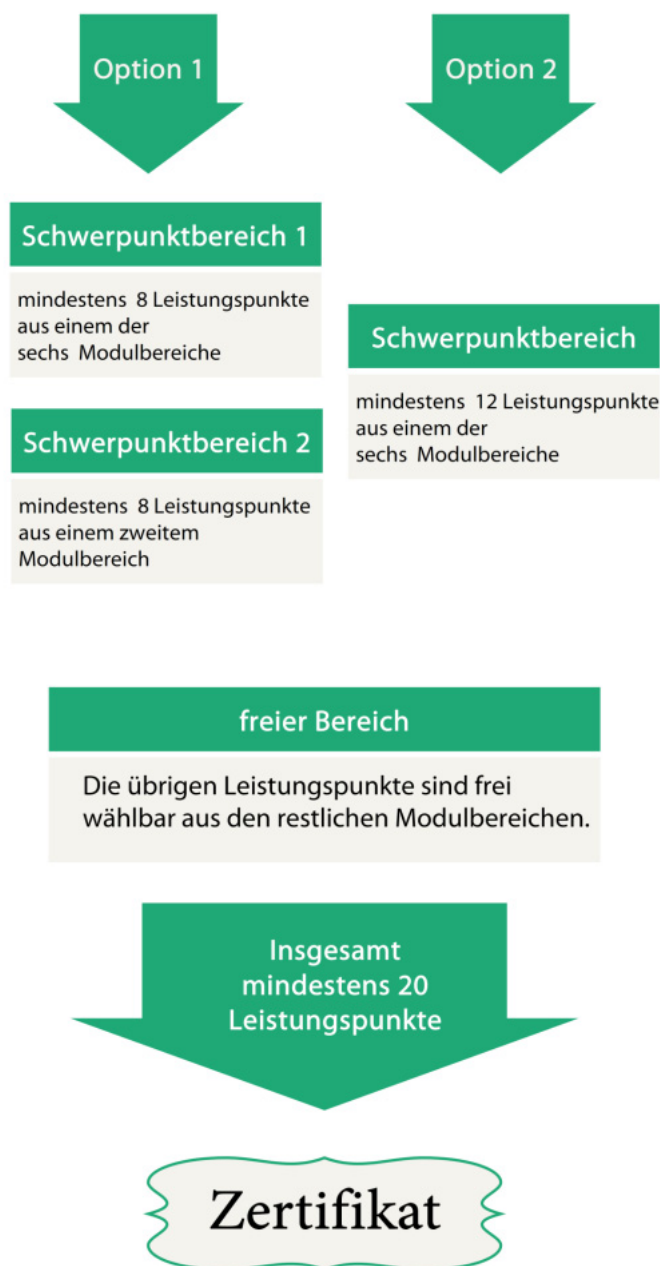 Option 1
Option 2
Schwerpunktbereich 1
mindestens 8 Leistungspunkte
aus einem der
sechs Modulbereiche
Schwerpunktbereich 2
mindestens 8 Leistungspunkte
aus einem zweitem
Modulbereich
Schwerpunktbereich
mindestens 12 Leistungspunkte
aus einem der
sechs Modulbereiche
freier Bereich
Die übrigen Leistungspunkte sind frei
wählbar aus den restlichen Modulbereichen.
Insgesamt
mindestens 20
Leistungspunkte
Zertifikat